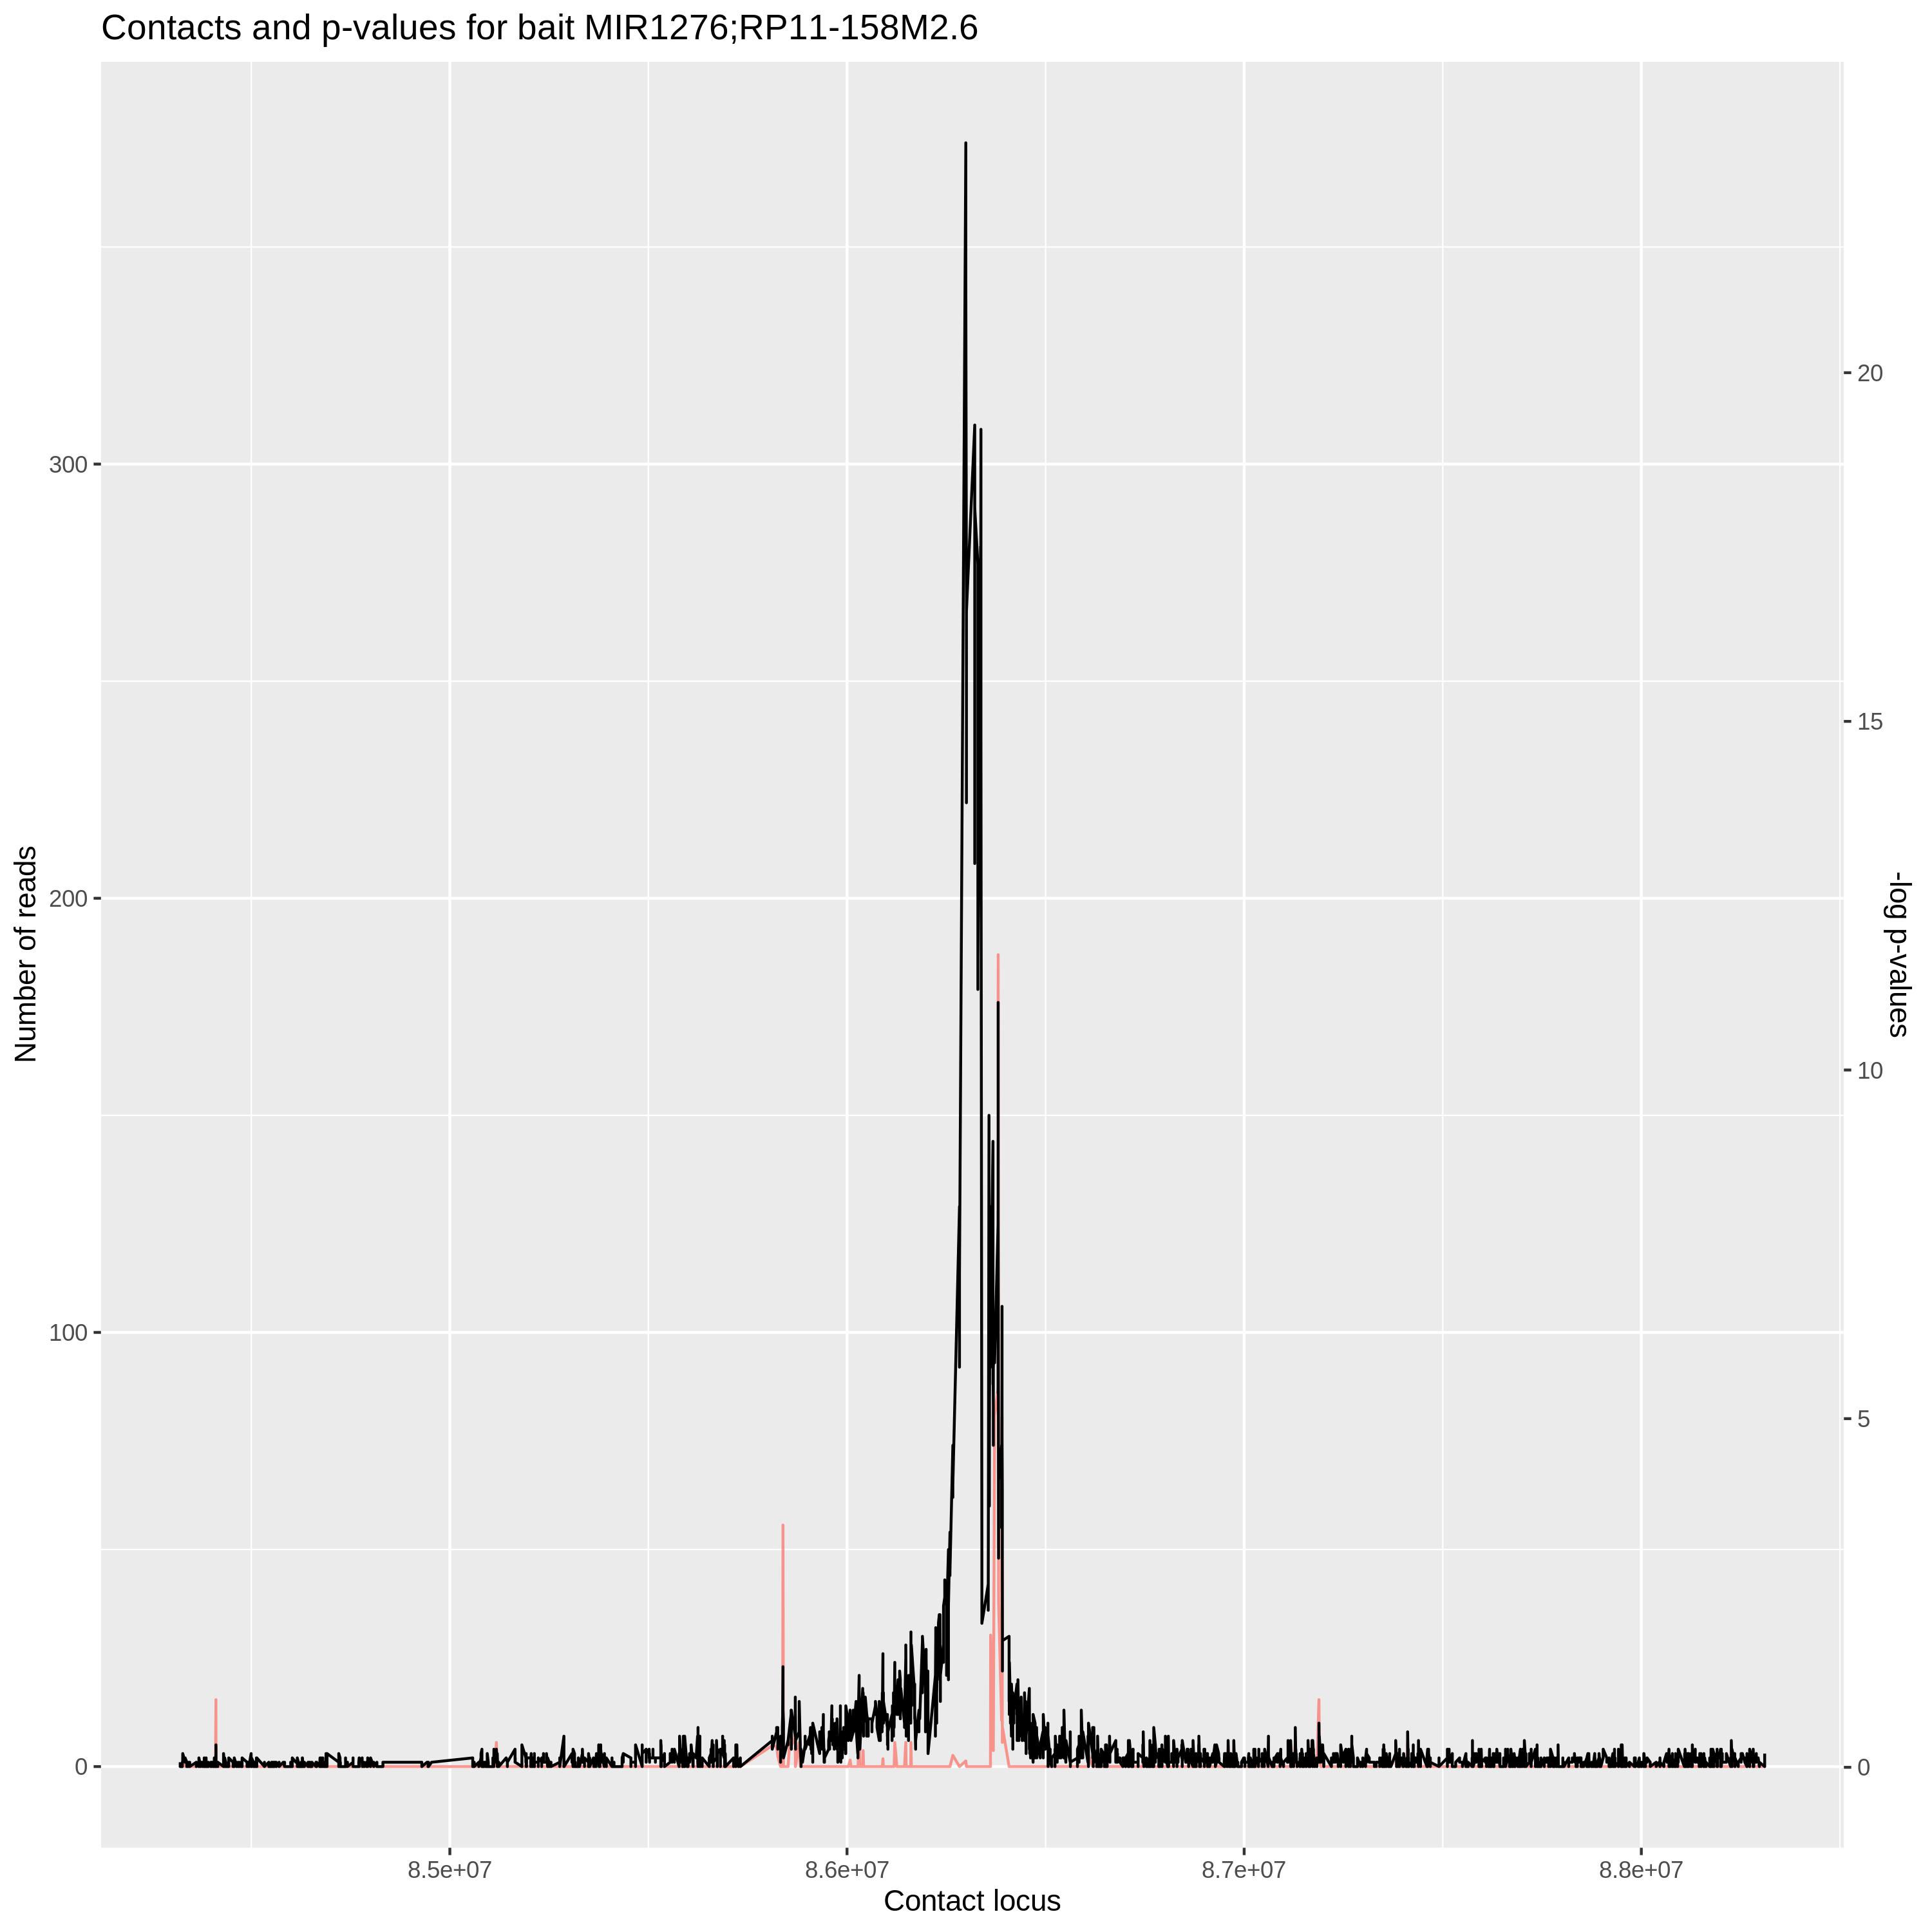 Contacts and p-values for bait MIR1276;RP11-158M2.6
Number of reads
300
200
100
0
20
15
10
5
0
-log p-values
8.5e+07
8.6e+07
8.7e+07
8.8e+07
Contact locus